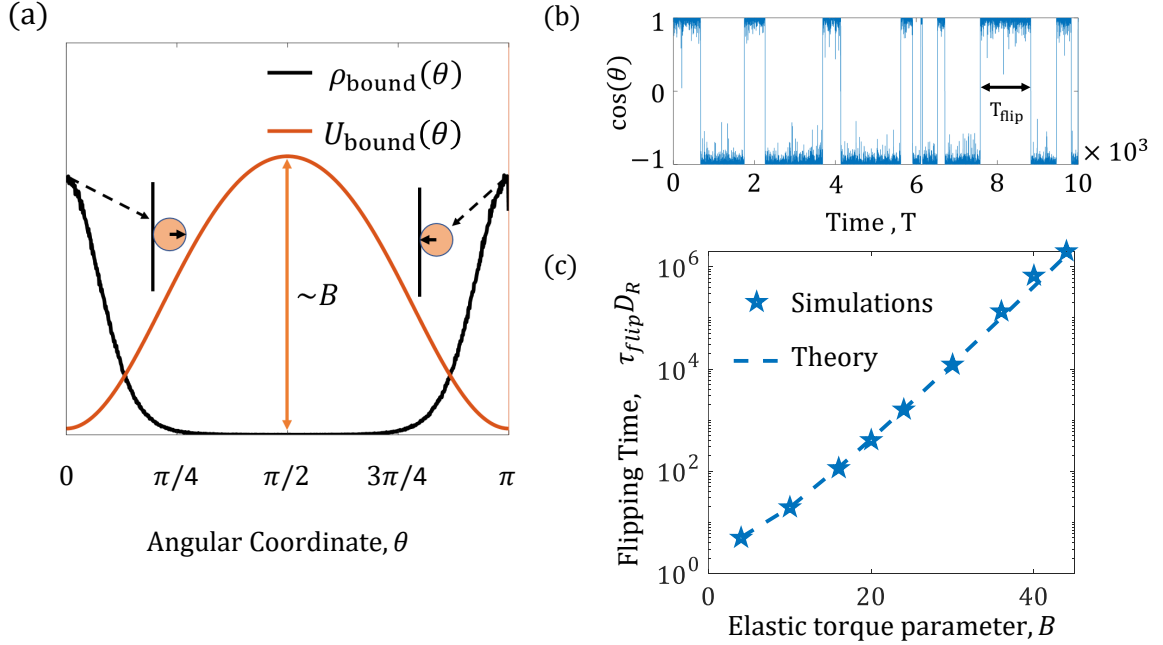 (a)
ρbound(θ)
Ubound(θ)
~B
0
π/4
π/2
3π/4
π
Angular Coordinate, θ
(b)
cos(θ)
1
0
−1
Tflip
0
2
4
6
8
10
× 10³
Time , T
(c)
Flipping Time, τflipDR
10⁶
10⁴
10²
10⁰
Simulations
Theory
0
20
40
Elastic torque parameter, B